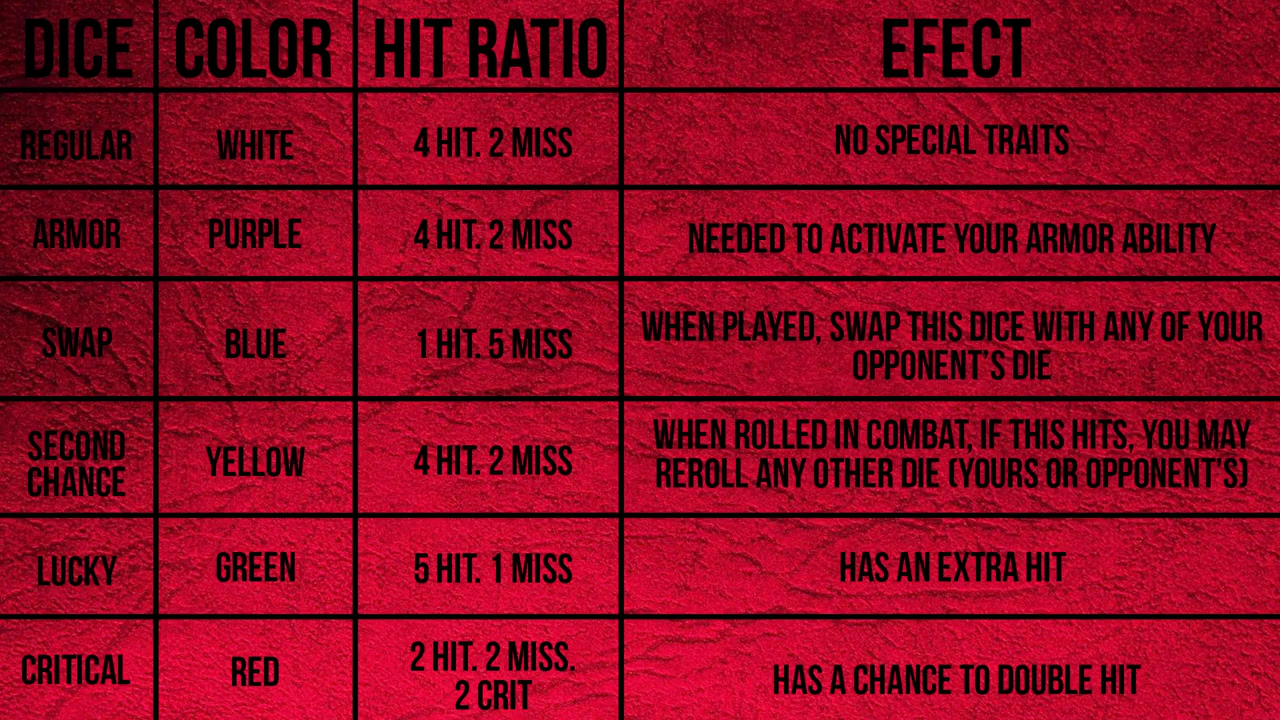 DICE COLOR HIT RATIO EFECT
REGULAR WHITE 4 HIT. 2 MISS NO SPECIAL TRAITS
ARMOR PURPLE 4 HIT. 2 MISS NEEDED TO ACTIVATE YOUR ARMOR ABILITY
SWAP BLUE 1 HIT. 5 MISS WHEN PLAYED, SWAP THIS DICE WITH ANY OF YOUR
OPPONENT'S DIE
SECOND
CHANCE YELLOW 4 HIT. 2 MISS WHEN ROLLED IN COMBAT, IF THIS HITS, YOU MAY
REROLL ANY OTHER DIE (YOURS OR OPPONENT'S)
LUCKY GREEN 5 HIT. 1 MISS HAS AN EXTRA HIT
CRITICAL RED 2 HIT. 2 MISS.
2 CRIT HAS A CHANCE TO DOUBLE HIT